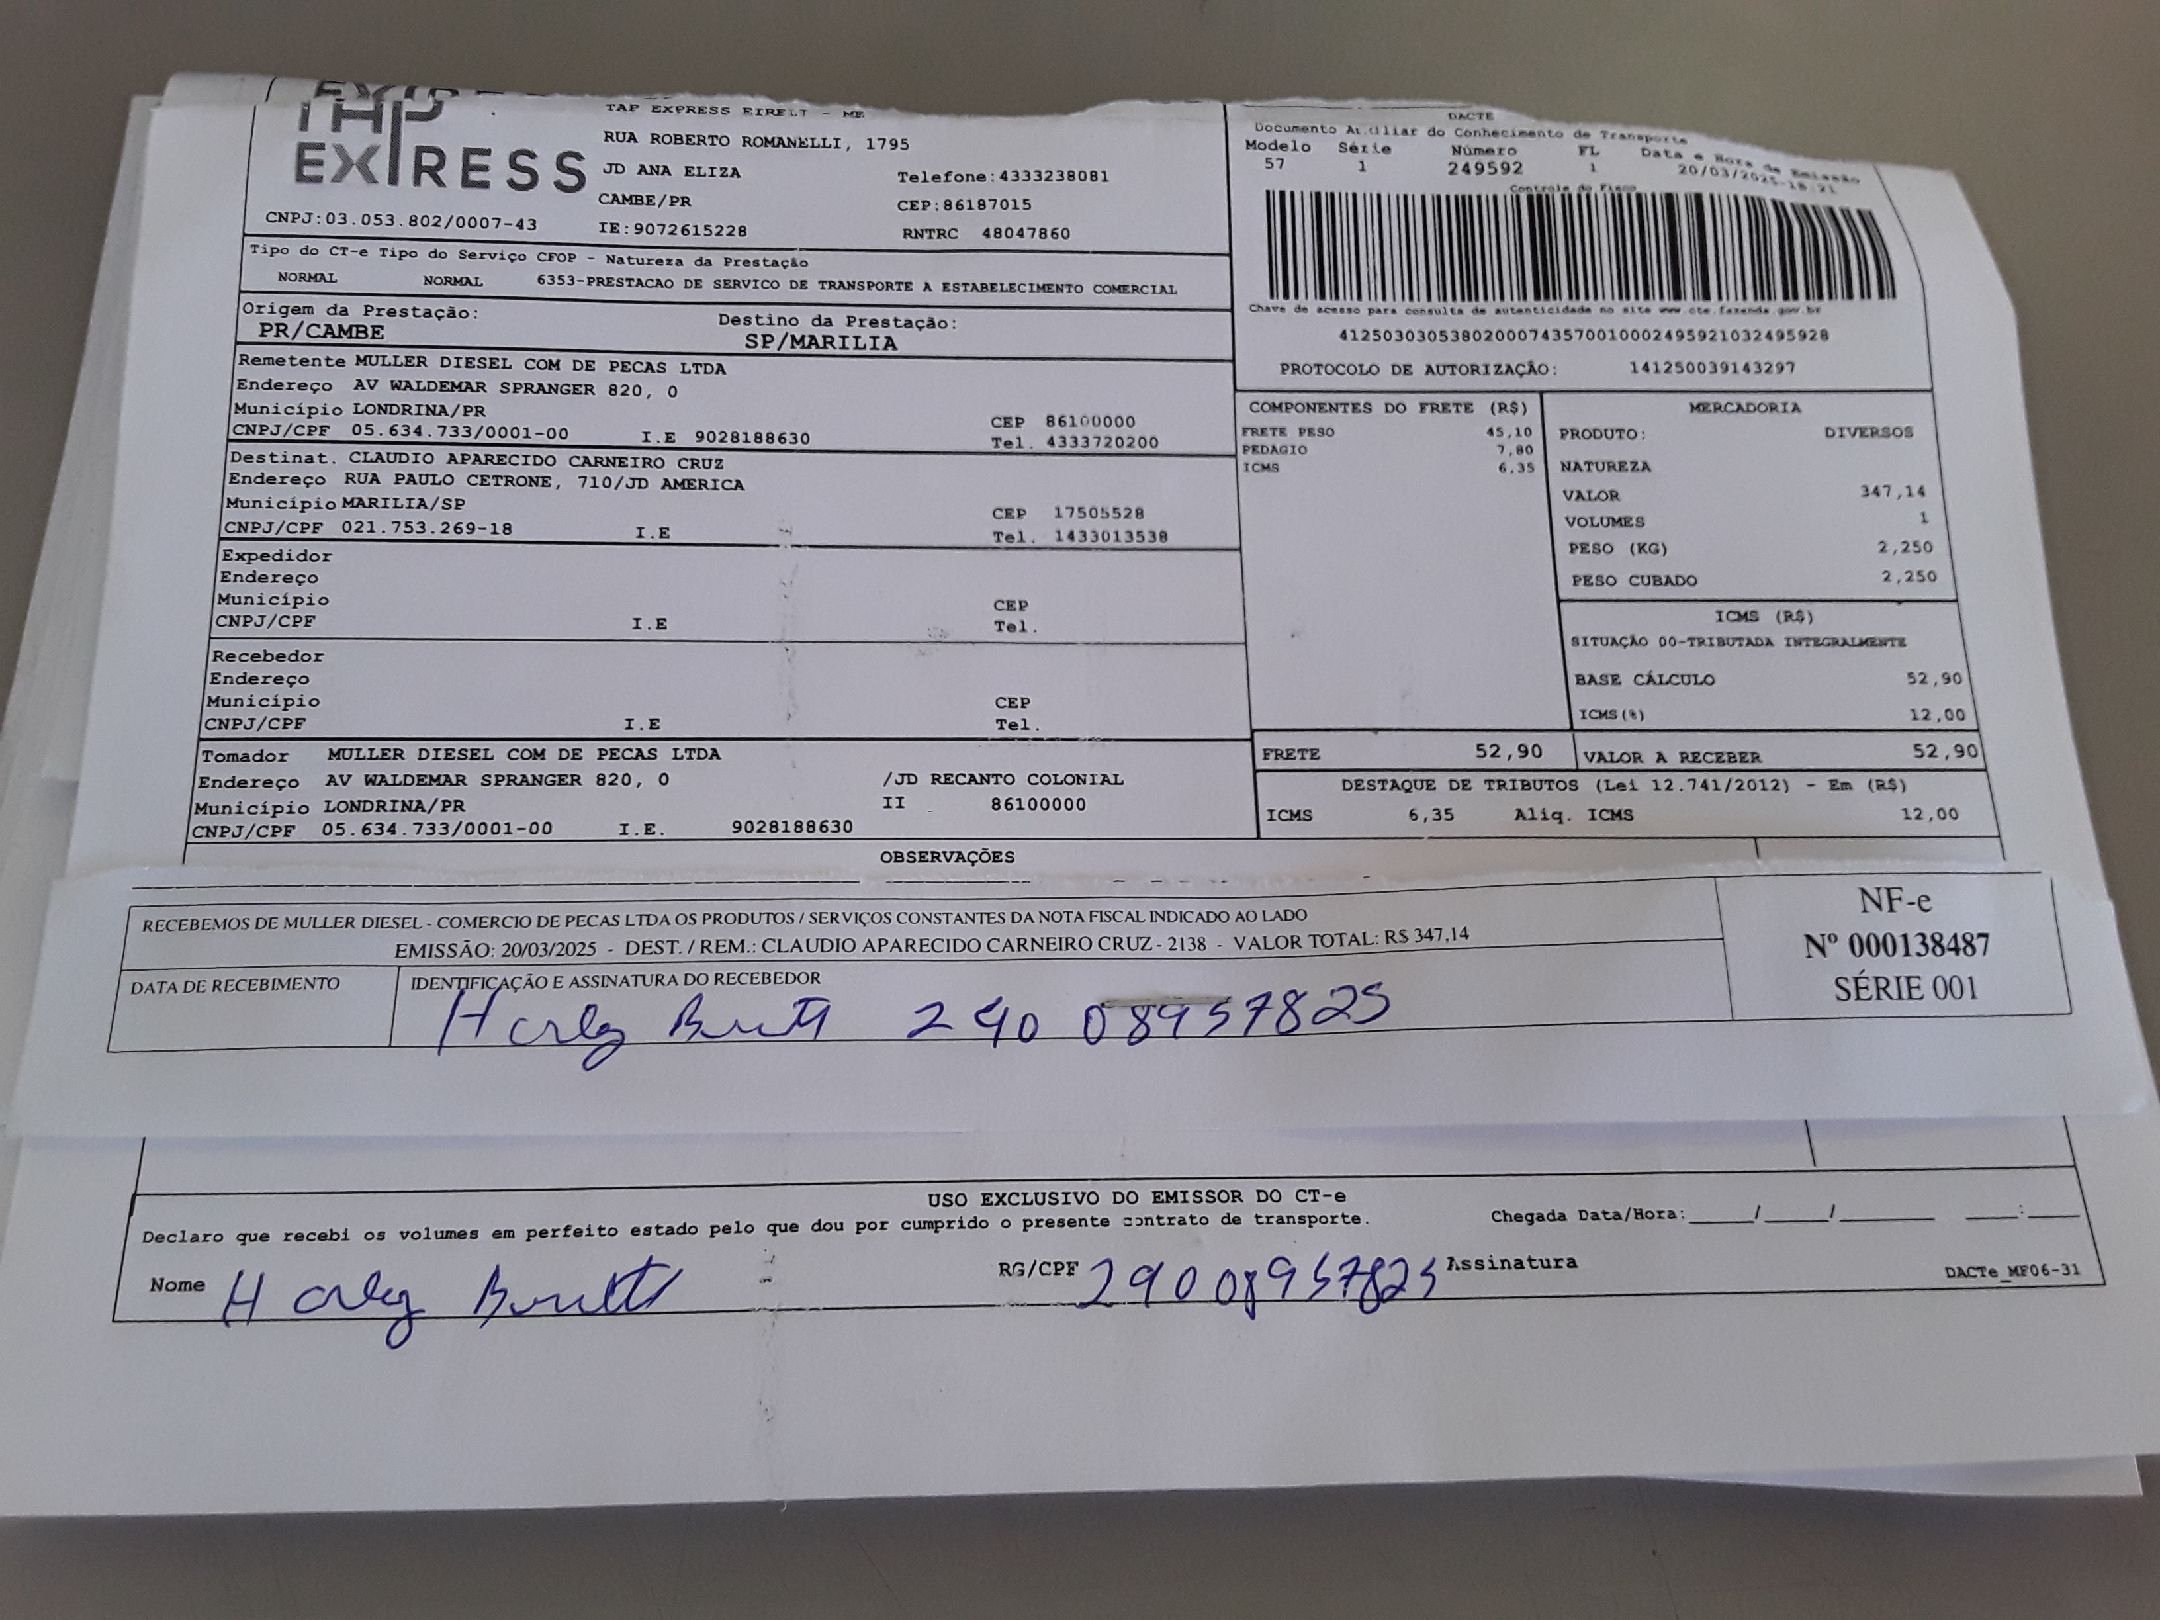 TAP EXPRESS
TAP EXPRESS EIRELI - ME
RUA ROBERTO ROMANELLI, 1795
JD ANA ELIZA Telefone:4333238081
CAMBE/PR CEP:86187015
CNPJ:03.053.802/0007-43 IE:9072615228 RNTRC 48047860
DACTE
Documento Auxiliar do Conhecimento de Transporte
Modelo Série Número FL Data e Hora de Emissão
57 1 249592 1 20/03/2025-18:21
Controle do Fisco
Chave de acesso para consulta de autenticidade no site www.cte.fazenda.gov.br
41250303053802000743570010002495921032495928
PROTOCOLO DE AUTORIZAÇÃO: 141250039143297
Tipo do CT-e Tipo do Serviço CFOP - Natureza da Prestação
NORMAL NORMAL 6353-PRESTACAO DE SERVICO DE TRANSPORTE A ESTABELECIMENTO COMERCIAL
Origem da Prestação: Destino da Prestação:
PR/CAMBE SP/MARILIA
Remetente MULLER DIESEL COM DE PECAS LTDA
Endereço AV WALDEMAR SPRANGER 820, 0
Município LONDRINA/PR CEP 86100000
CNPJ/CPF 05.634.733/0001-00 I.E 9028188630 Tel. 4333720200
Destinat. CLAUDIO APARECIDO CARNEIRO CRUZ
Endereço RUA PAULO CETRONE, 710/JD AMERICA
Município MARILIA/SP CEP 17505528
CNPJ/CPF 021.753.269-18 I.E Tel. 1433013538
Expedidor
Endereço
Município CEP
CNPJ/CPF I.E Tel.
Recebedor
Endereço
Município CEP
CNPJ/CPF I.E Tel.
Tomador MULLER DIESEL COM DE PECAS LTDA
Endereço AV WALDEMAR SPRANGER 820, 0 /JD RECANTO COLONIAL
Município LONDRINA/PR II 86100000
CNPJ/CPF 05.634.733/0001-00 I.E. 9028188630
COMPONENTES DO FRETE (R$)
FRETE PESO 45,10
PEDAGIO 7,80
ICMS 6,35
MERCADORIA
PRODUTO: DIVERSOS
NATUREZA
VALOR 347,14
VOLUMES 1
PESO (KG) 2,250
PESO CUBADO 2,250
ICMS (R$)
SITUAÇÃO 00-TRIBUTADA INTEGRALMENTE
BASE CÁLCULO 52,90
ICMS(%) 12,00
FRETE 52,90 VALOR A RECEBER 52,90
DESTAQUE DE TRIBUTOS (Lei 12.741/2012) - Em (R$)
ICMS 6,35 Aliq. ICMS 12,00
OBSERVAÇÕES
RECEBEMOS DE MULLER DIESEL - COMERCIO DE PECAS LTDA OS PRODUTOS / SERVIÇOS CONSTANTES DA NOTA FISCAL INDICADO AO LADO
EMISSÃO: 20/03/2025 - DEST. / REM.: CLAUDIO APARECIDO CARNEIRO CRUZ - 2138 - VALOR TOTAL: R$ 347,14
DATA DE RECEBIMENTO IDENTIFICAÇÃO E ASSINATURA DO RECEBEDOR
290 08957825
NF-e
Nº 000138487
SÉRIE 001
USO EXCLUSIVO DO EMISSOR DO CT-e
Declaro que recebi os volumes em perfeito estado pelo que dou por cumprido o presente contrato de transporte. Chegada Data/Hora:_____/_____/________ ____:____
Nome RG/CPF 29008957825 Assinatura
DACTe_MF06-31